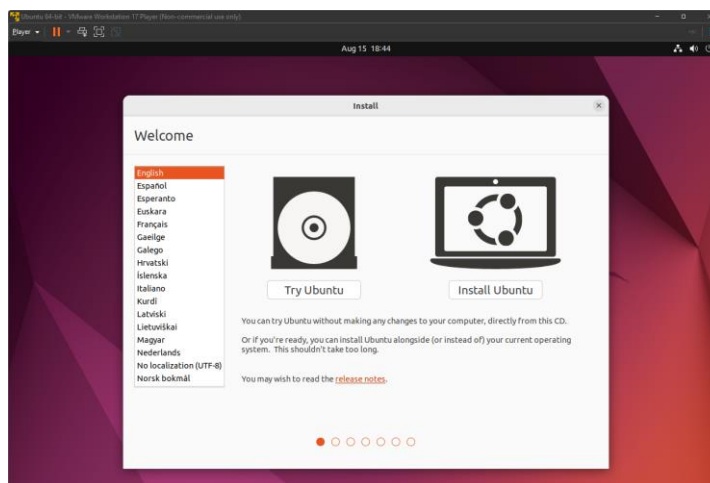 Ubuntu 64-bit - VMware Workstation 17 Player (Non-commercial use only)
Player
Aug 15 18:44
Install
Welcome
English
Español
Esperanto
Euskara
Français
Gaeilge
Galego
Hrvatski
Íslenska
Italiano
Kurdî
Latviski
Lietuviškai
Magyar
Nederlands
No localization (UTF-8)
Norsk bokmål
Try Ubuntu
Install Ubuntu
You can try Ubuntu without making any changes to your computer, directly from this CD.
Or if you're ready, you can install Ubuntu alongside (or instead of) your current operating
system. This shouldn't take too long.
You may wish to read the release notes.